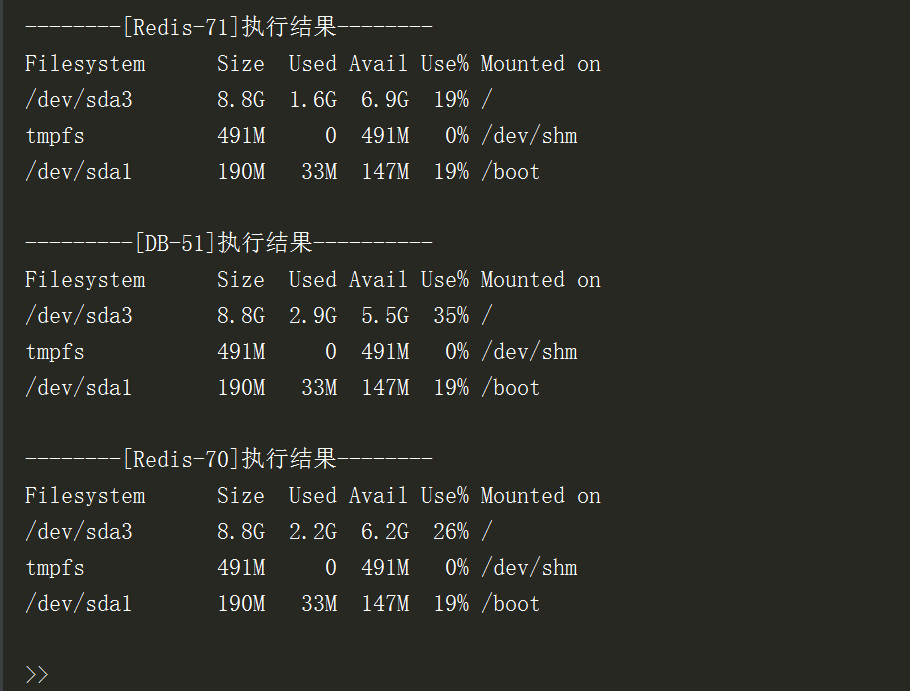 --------[Redis-71]执行结果--------
Filesystem      Size  Used Avail Use% Mounted on
/dev/sda3       8.8G  1.6G  6.9G  19% /
tmpfs           491M     0  491M   0% /dev/shm
/dev/sda1       190M   33M  147M  19% /boot
---------[DB-51]执行结果----------
Filesystem      Size  Used Avail Use% Mounted on
/dev/sda3       8.8G  2.9G  5.5G  35% /
tmpfs           491M     0  491M   0% /dev/shm
/dev/sda1       190M   33M  147M  19% /boot
--------[Redis-70]执行结果--------
Filesystem      Size  Used Avail Use% Mounted on
/dev/sda3       8.8G  2.2G  6.2G  26% /
tmpfs           491M     0  491M   0% /dev/shm
/dev/sda1       190M   33M  147M  19% /boot
>>